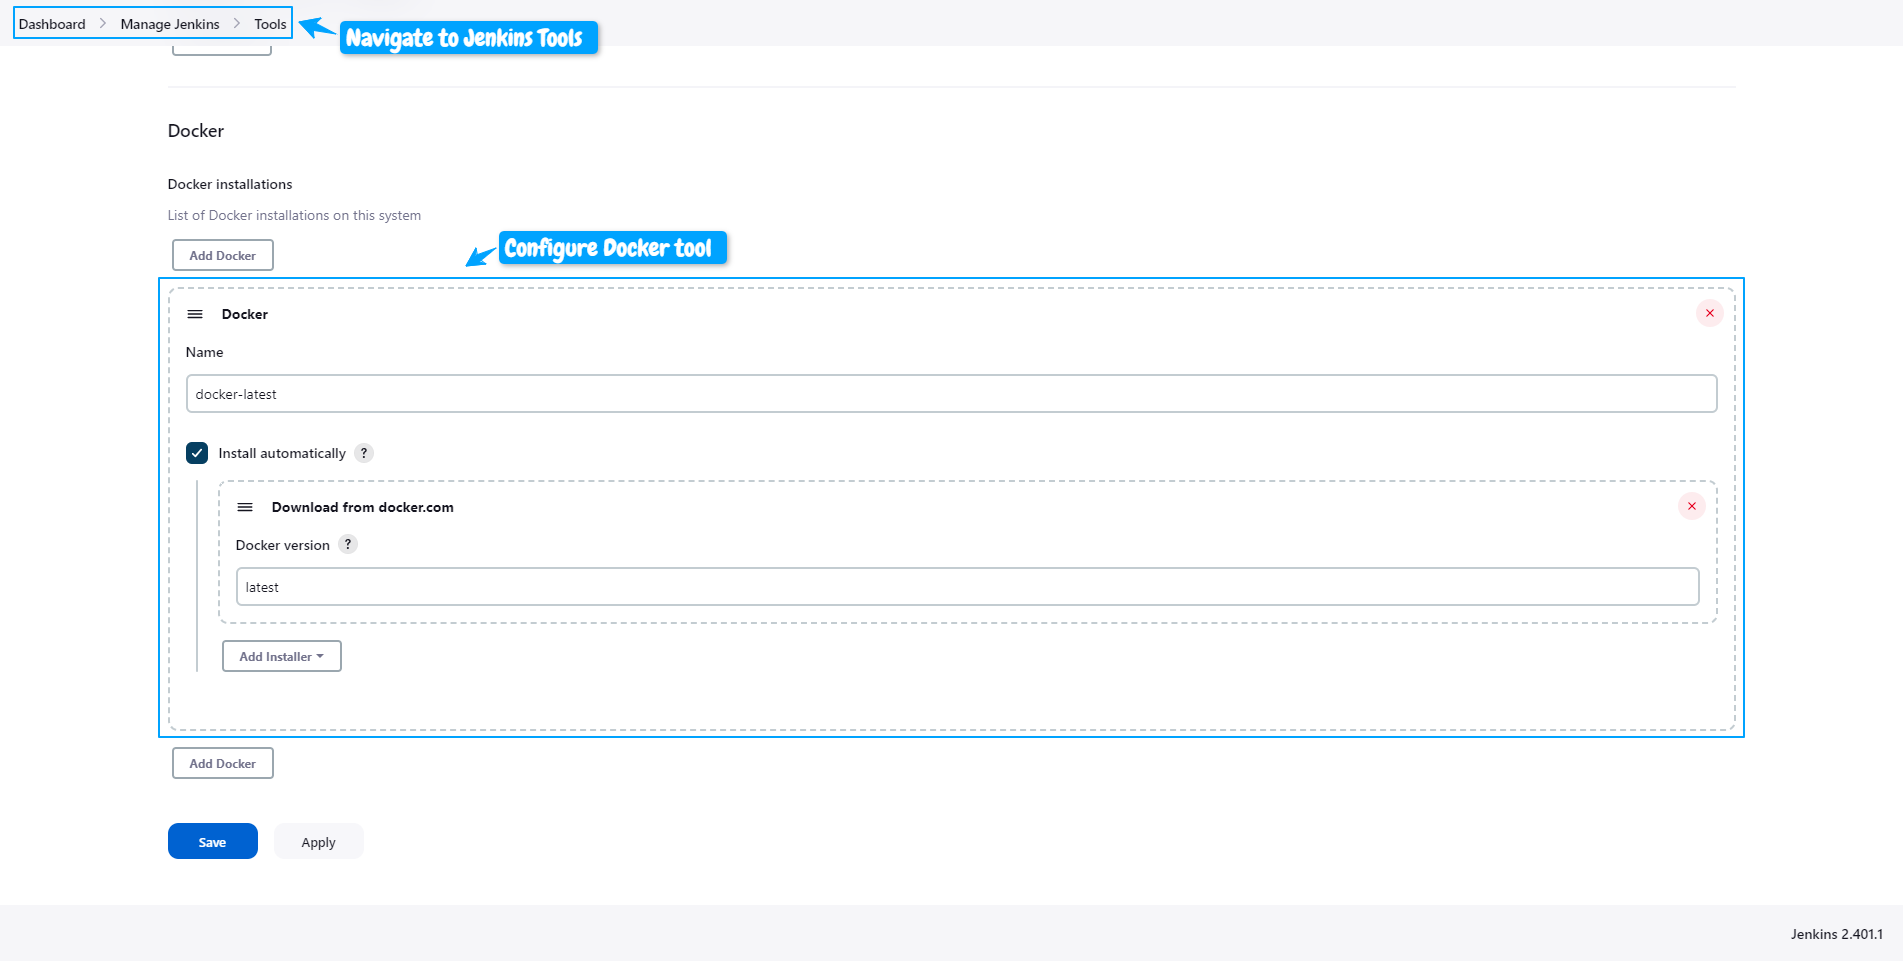 Dashboard > Manage Jenkins > Tools
Navigate to Jenkins Tools
Docker
Docker installations
List of Docker installations on this system
Add Docker
Configure Docker tool
Docker
Name
docker-latest
Install automatically ?
Download from docker.com
Docker version ?
latest
Add Installer
Add Docker
Save Apply
Jenkins 2.401.1